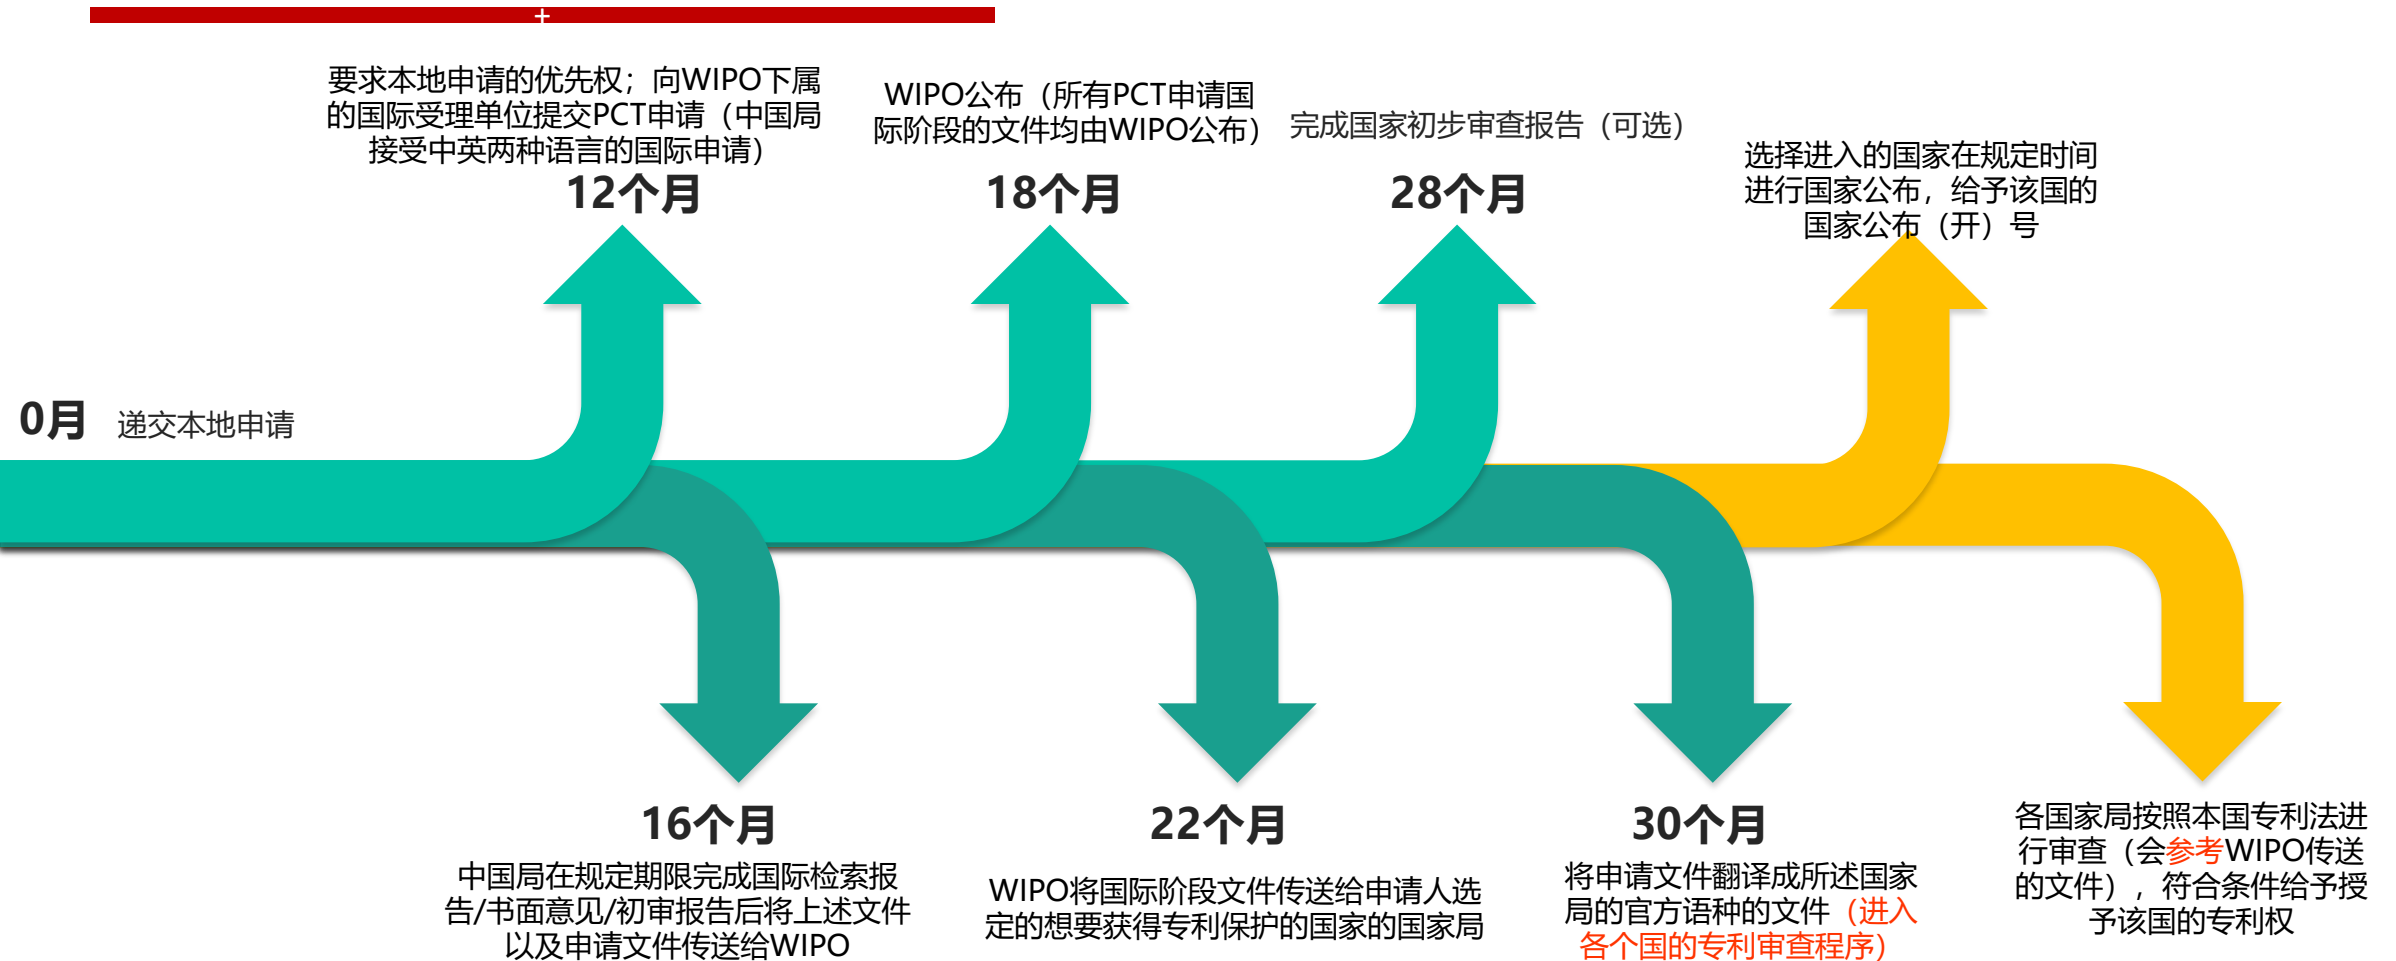 +
要求本地申请的优先权；向WIPO下属
的国际受理单位提交PCT申请（中国局
接受中英两种语言的国际申请）
12个月
WIPO公布（所有PCT申请国
际阶段的文件均由WIPO公布）
18个月
完成国家初步审查报告（可选）
28个月
选择进入的国家在规定时间
进行国家公布，给予该国的
国家公布（开）号
0月 递交本地申请
16个月
中国局在规定期限完成国际检索报
告/书面意见/初审报告后将上述文件
以及申请文件传送给WIPO
22个月
WIPO将国际阶段文件传送给申请人选
定的想要获得专利保护的国家的国家局
30个月
将申请文件翻译成所述国家
局的官方语种的文件（进入
各个国的专利审查程序）
各国家局按照本国专利法进
行审查（会参考WIPO传送
的文件），符合条件给予授
予该国的专利权